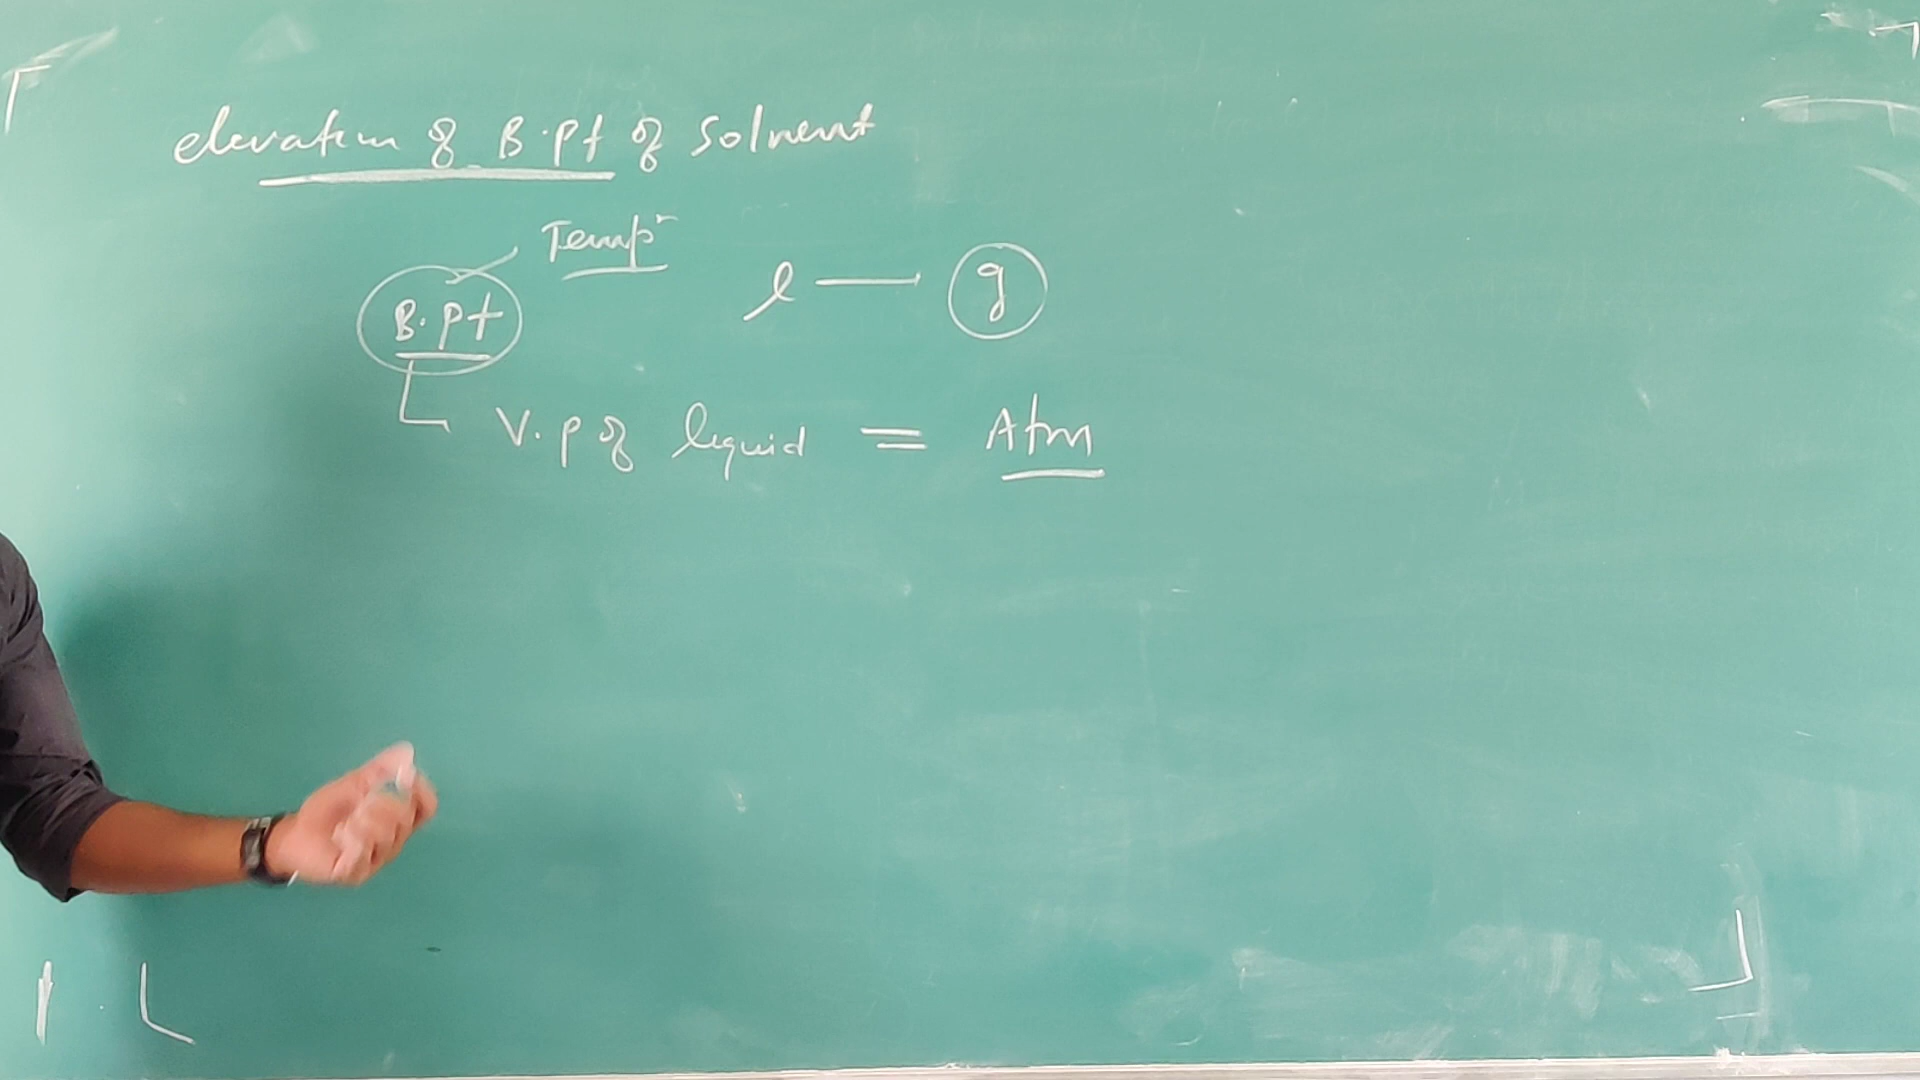 elevation of B.Pt of Solvent
Tempr
B.Pt
l — g
V.p of liquid = Atm